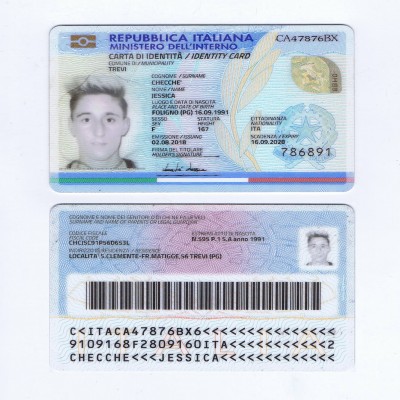 REPUBBLICA ITALIANA
MINISTERO DELL'INTERNO
CA47876BX
CARTA DI IDENTITÀ / IDENTITY CARD
COMUNE DI / MUNICIPALITY
TREVI
COGNOME / SURNAME
CHECCHE'
NOME / NAME
JESSICA
LUOGO E DATA DI NASCITA
PLACE AND DATE OF BIRTH
FOLIGNO (PG) 16.09.1991
SESSO STATURA CITTADINANZA
SEX HEIGHT NATIONALITY
F 167 ITA
EMISSIONE / ISSUING SCADENZA / EXPIRY
02.08.2018 16.09.2028
FIRMA DEL TITOLARE
HOLDER'S SIGNATURE
786891
COGNOME E NOME DEI GENITORI O DI CHI NE FA LE VECI
SURNAME AND NAME OF PARENTS OR LEGAL GUARDIAN
CODICE FISCALE ESTREMI ATTO DI NASCITA
FISCAL CODE N.595 P.1 S.A anno 1991
INDIRIZZO DI RESIDENZA / RESIDENCE
LOCALITA' S.CLEMENTE-FR.MATIGGE, 56 TREVI (PG)
C<ITACA47876BX6<<<<<<<<<<<<<<<
9109168F2809160ITA<<<<<<<<<<<2
CHECCHE<<JESSICA<<<<<<<<<<<<<<